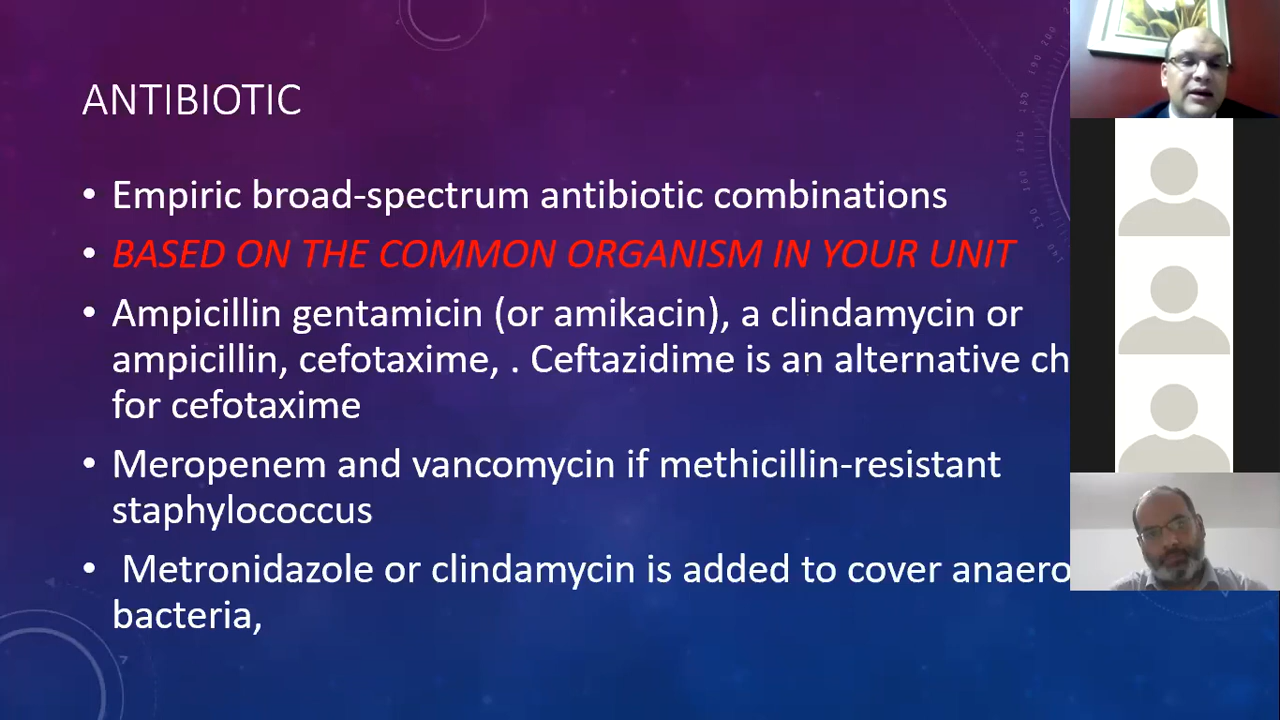 ANTIBIOTIC
• Empiric broad-spectrum antibiotic combinations
• BASED ON THE COMMON ORGANISM IN YOUR UNIT
• Ampicillin gentamicin (or amikacin), a clindamycin or
ampicillin, cefotaxime, . Ceftazidime is an alternative ch
for cefotaxime
• Meropenem and vancomycin if methicillin-resistant
staphylococcus
• Metronidazole or clindamycin is added to cover anaero
bacteria,